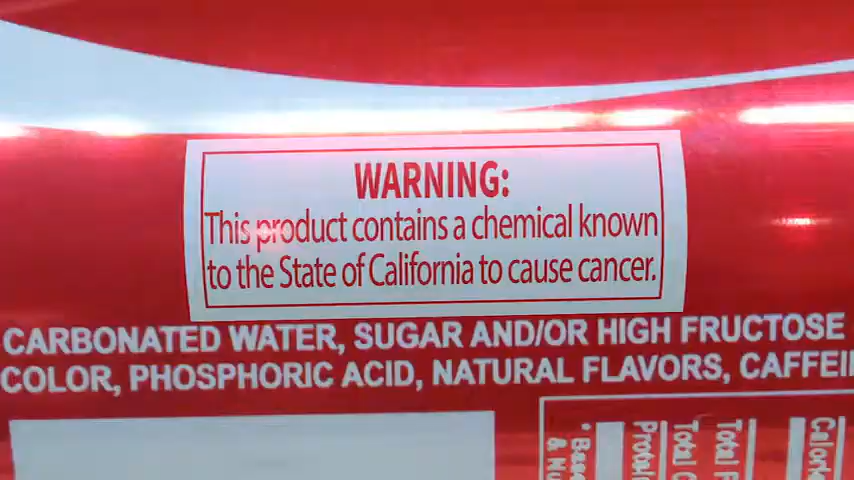 WARNING:
This product contains a chemical known
to the State of California to cause cancer.
CARBONATED WATER, SUGAR AND/OR HIGH FRUCTOSE
COLOR, PHOSPHORIC ACID, NATURAL FLAVORS,
Total